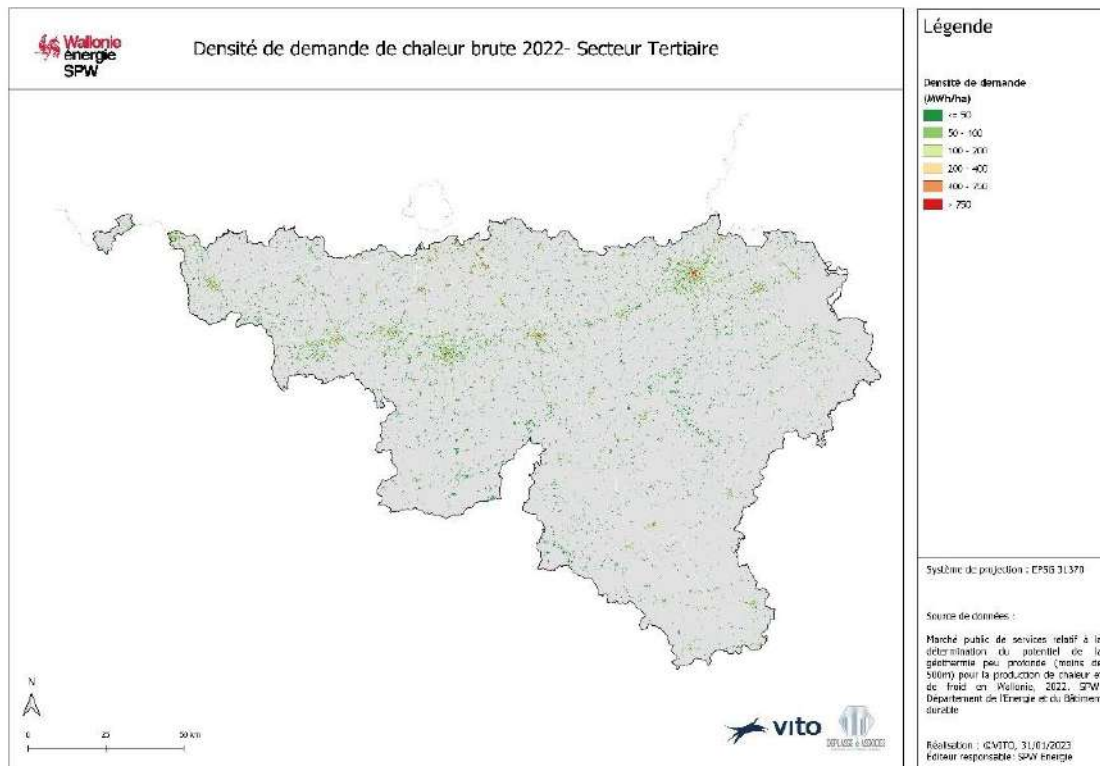 Wallonie
énergie
SPW
Densité de demande de chaleur brute 2022- Secteur Tertiaire
Légende
Densité de demande
(MWh/ha)
<= 50
50 - 100
100 - 200
200 - 400
400 - 750
> 750
Système de projection : EPSG 31370
Source de données :
Marché public de services relatif à la
détermination du potentiel de la
géothermie peu profonde (moins de
500m) pour la production de chaleur et
de froid en Wallonie, 2022. SPW,
Département de l'Energie et du Bâtiment
durable
Réalisation : ©VITO, 31/01/2023
Editeur responsable: SPW Energie
N
0 25 50 km
vito
DEPLASSE & ASSOCIES